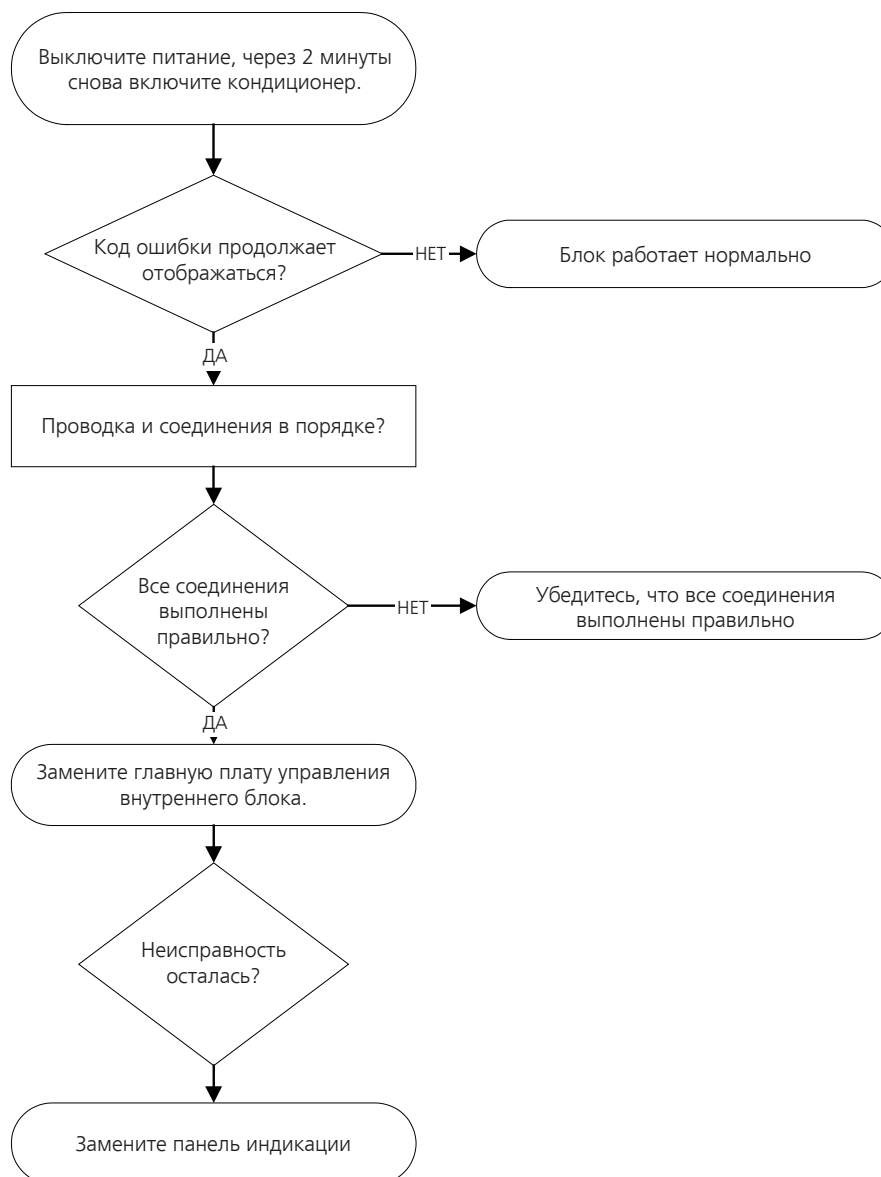 Выключите питание, через 2 минуты
снова включите кондиционер.
Код ошибки продолжает
отображаться?
НЕТ
Блок работает нормально
ДА
Проводка и соединения в порядке?
Все соединения
выполнены
правильно?
НЕТ
Убедитесь, что все соединения
выполнены правильно
ДА
Замените главную плату управления
внутреннего блока.
Неисправность
осталась?
Замените панель индикации